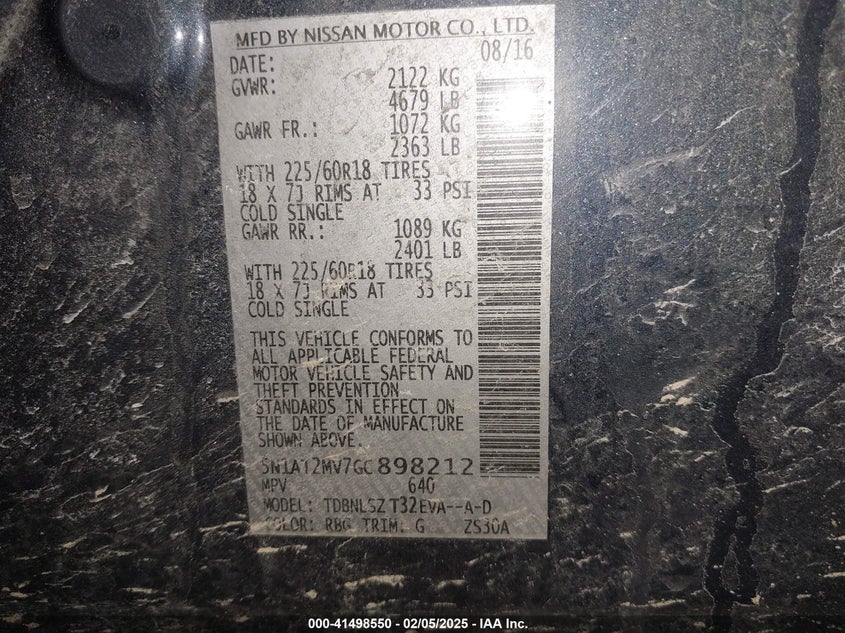 MFD BY NISSAN MOTOR CO., LTD.
DATE: 08/16
GVWR: 2122 KG
4679 LB
GAWR FR.: 1072 KG
2363 LB
WITH 225/60R18 TIRES
18 X 7J RIMS AT 33 PSI
COLD SINGLE
GAWR RR.: 1089 KG
2401 LB
WITH 225/60R18 TIRES
18 X 7J RIMS AT 33 PSI
COLD SINGLE
THIS VEHICLE CONFORMS TO
ALL APPLICABLE FEDERAL
MOTOR VEHICLE SAFETY AND
THEFT PREVENTION
STANDARDS IN EFFECT ON
THE DATE OF MANUFACTURE
SHOWN ABOVE.
5N1AT2MV7GC898212
MPV 640
MODEL: TDBNLSZ T32EVA--A-D
COLOR: RBG TRIM: G ZS30A
000-41498550 - 02/05/2025 - IAA Inc.